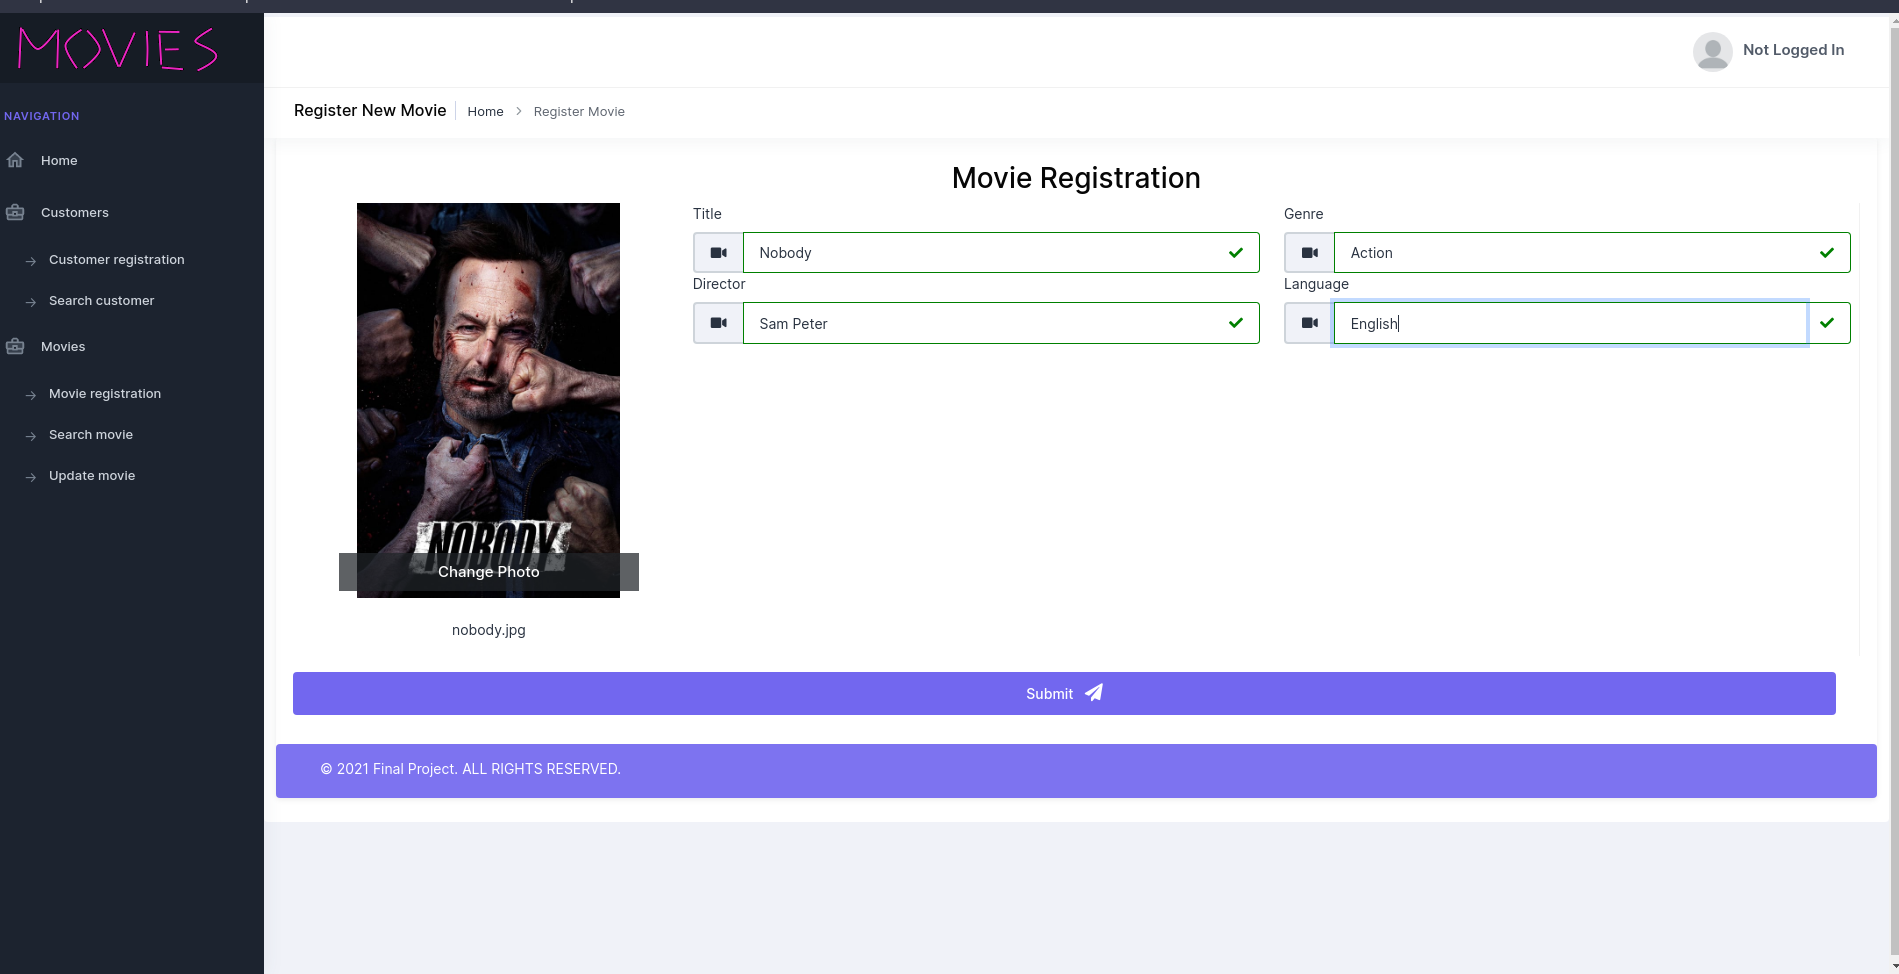 MOVIES
Not Logged In
NAVIGATION
Register New Movie Home Register Movie
Home
Customers
Customer registration
Search customer
Movies
Movie registration
Search movie
Update movie
Movie Registration
Title
Nobody
Genre
Action
Director
Sam Peter
Language
English
NOBODY
Change Photo
nobody.jpg
Submit
© 2021 Final Project. ALL RIGHTS RESERVED.